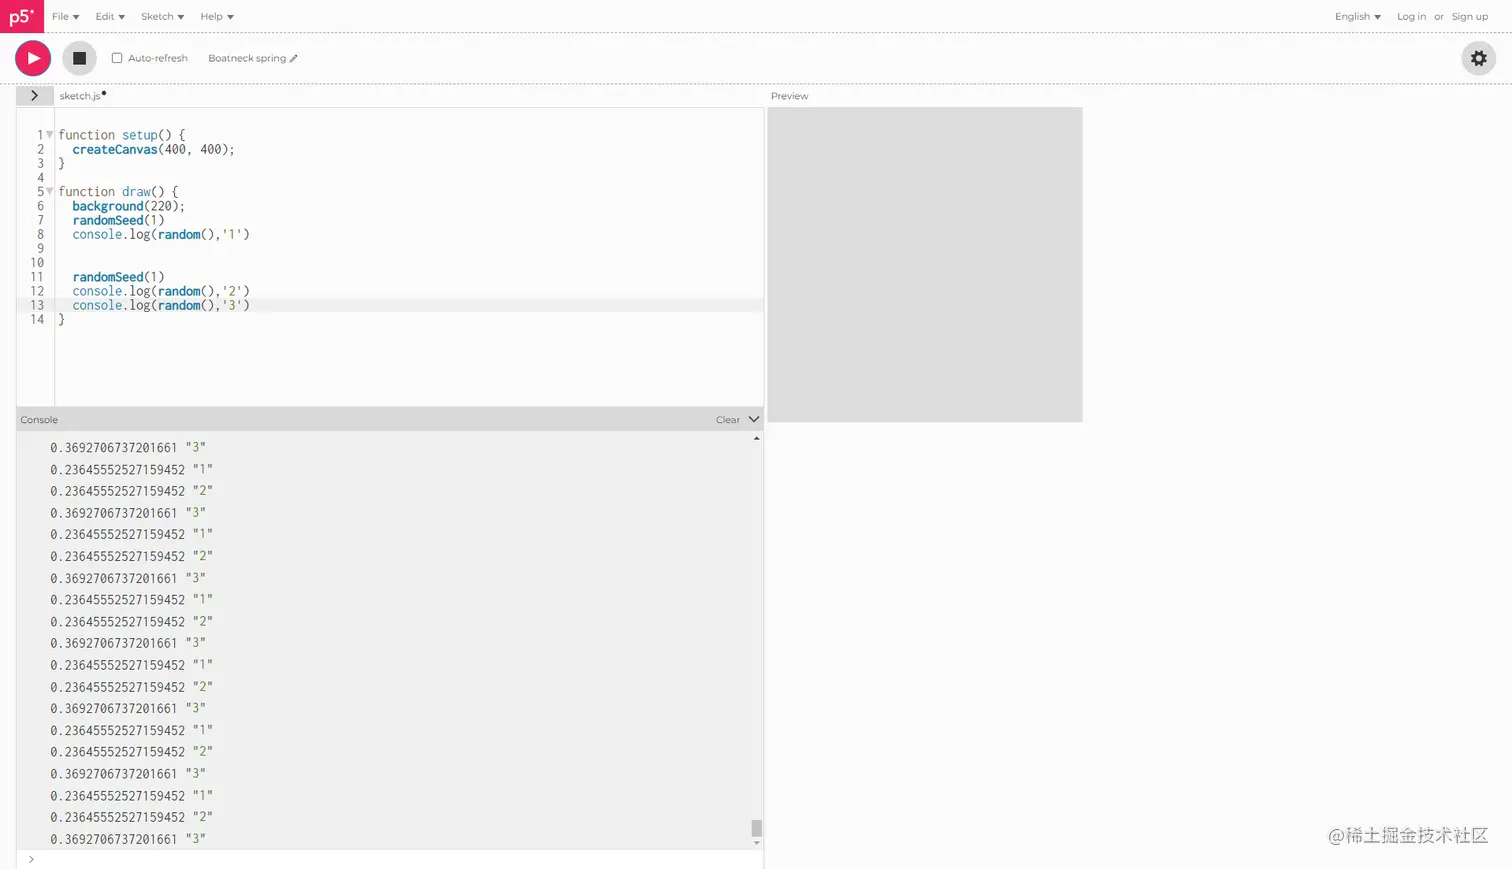 p5* File Edit Sketch Help English Log in or Sign up
Auto-refresh Boatneck spring
sketch.js Preview
1 function setup() {
2 createCanvas(400, 400);
3 }
4
5 function draw() {
6 background(220);
7 randomSeed(1)
8 console.log(random(),'1')
9
10
11 randomSeed(1)
12 console.log(random(),'2')
13 console.log(random(),'3')
14 }
Console Clear
0.3692706737201661 "3"
0.23645552527159452 "1"
0.23645552527159452 "2"
0.3692706737201661 "3"
0.23645552527159452 "1"
0.23645552527159452 "2"
0.3692706737201661 "3"
0.23645552527159452 "1"
0.23645552527159452 "2"
0.3692706737201661 "3"
0.23645552527159452 "1"
0.23645552527159452 "2"
0.3692706737201661 "3"
0.23645552527159452 "1"
0.23645552527159452 "2"
0.3692706737201661 "3"
0.23645552527159452 "1"
0.23645552527159452 "2"
0.3692706737201661 "3"
>
@稀土掘金技术社区